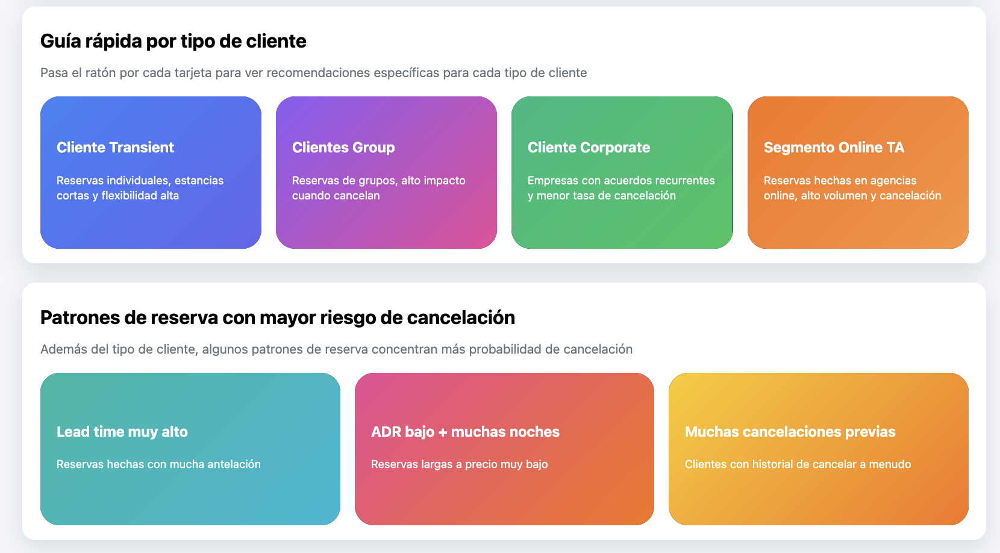 Guía rápida por tipo de cliente
Pasa el ratón por cada tarjeta para ver recomendaciones específicas para cada tipo de cliente
Cliente Transient
Reservas individuales, estancias
cortas y flexibilidad alta
Clientes Group
Reservas de grupos, alto impacto
cuando cancelan
Cliente Corporate
Empresas con acuerdos recurrentes
y menor tasa de cancelación
Segmento Online TA
Reservas hechas en agencias
online, alto volumen y cancelación
Patrones de reserva con mayor riesgo de cancelación
Además del tipo de cliente, algunos patrones de reserva concentran más probabilidad de cancelación
Lead time muy alto
Reservas hechas con mucha antelación
ADR bajo + muchas noches
Reservas largas a precio muy bajo
Muchas cancelaciones previas
Clientes con historial de cancelar a menudo